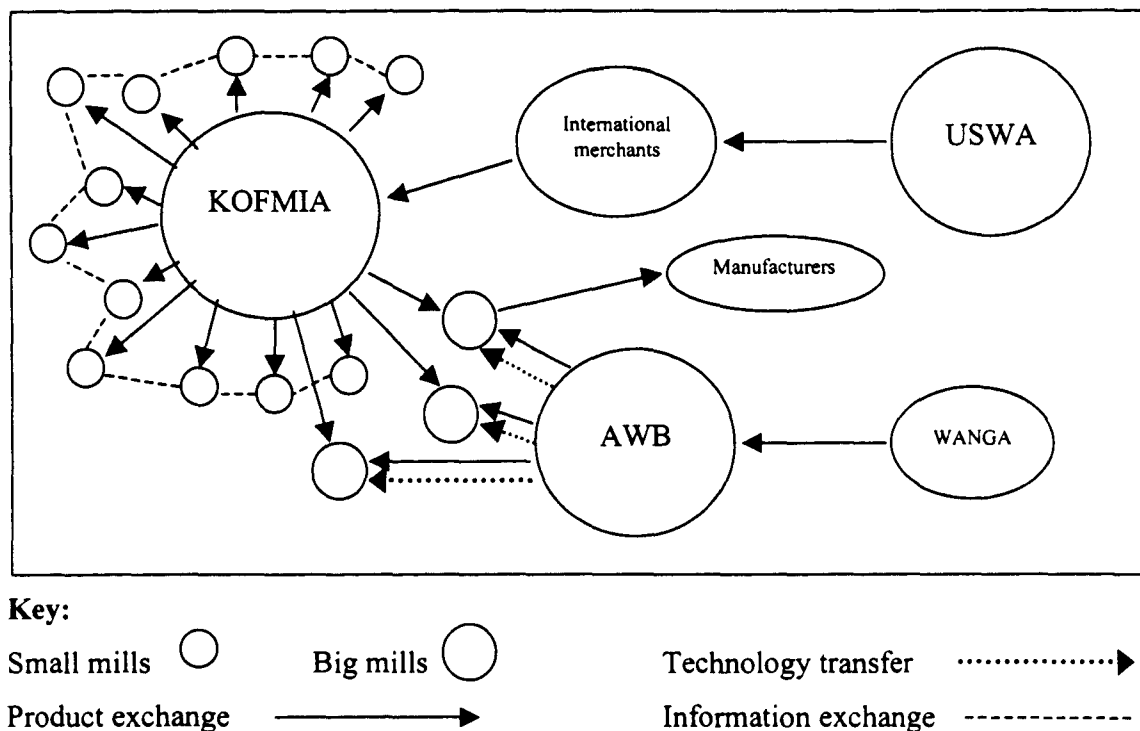 International
merchants
USWA
KOFMIA
Manufacturers
AWB
WANGA
Key:
Small mills
Big mills
Technology transfer
Product exchange
Information exchange